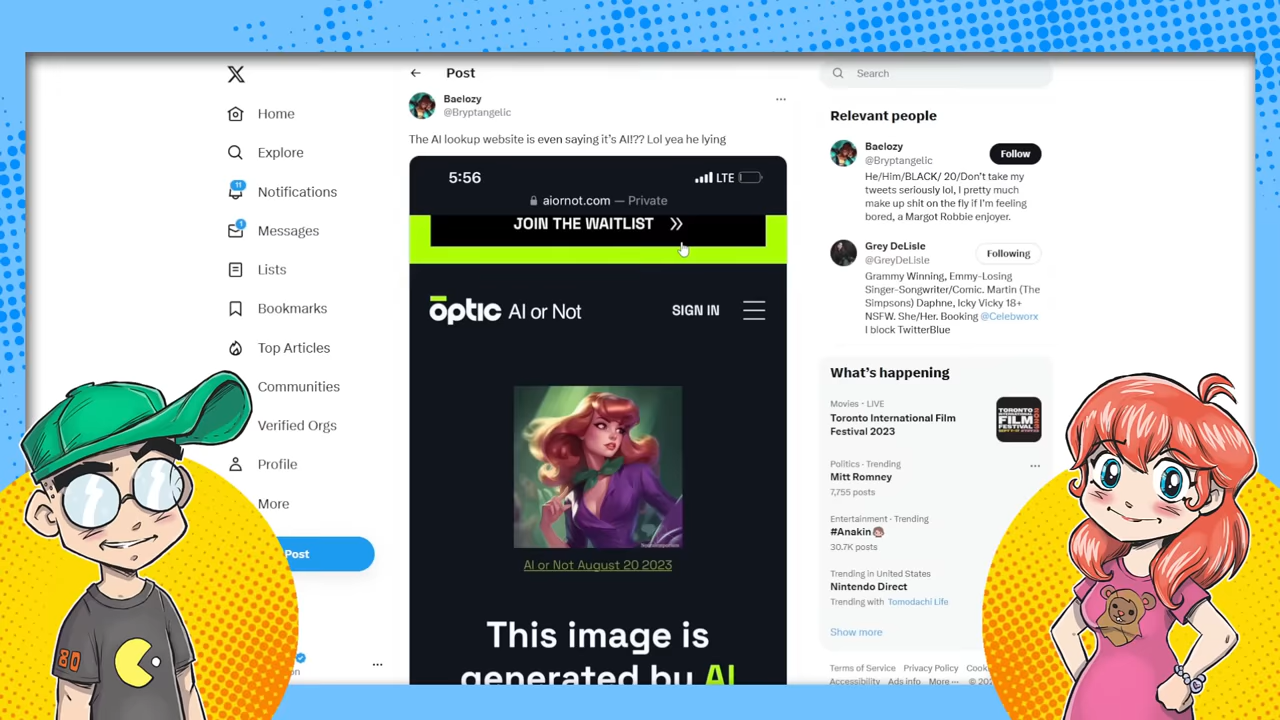 Home
Explore
11
Notifications
1
Messages
Lists
Bookmarks
Top Articles
Communities
Verified Orgs
Profile
More
Post
80
Post
Baelozy
@Bryptangelic
The AI lookup website is even saying it's AI!?? Lol yea he lying
5:56
LTE
aiornot.com — Private
JOIN THE WAITLIST
optic AI or Not
SIGN IN
AI or Not August 20 2023
This image is
generated by AI
Search
Relevant people
Baelozy
@Bryptangelic
Follow
He/Him/BLACK/ 20/Don't take my
tweets seriously lol, I pretty much
make up shit on the fly if I'm feeling
bored, a Margot Robbie enjoyer.
Grey DeLisle
@GreyDeLisle
Following
Grammy Winning, Emmy-Losing
Singer-Songwriter/Comic. Martin (The
Simpsons) Daphne, Icky Vicky 18+
NSFW. She/Her. Booking
@Celebworx
I block TwitterBlue
What's happening
Movies · LIVE
Toronto International Film
Festival 2023
TORONTO
INTERNATIONAL
FILM
FESTIVAL
Politics · Trending
Mitt Romney
7,755 posts
Entertainment · Trending
#Anakin
30.7K posts
Trending in United States
Nintendo Direct
Trending with Tomodachi Life
Show more
Terms of Service Privacy Policy
Accessibility Ads info More